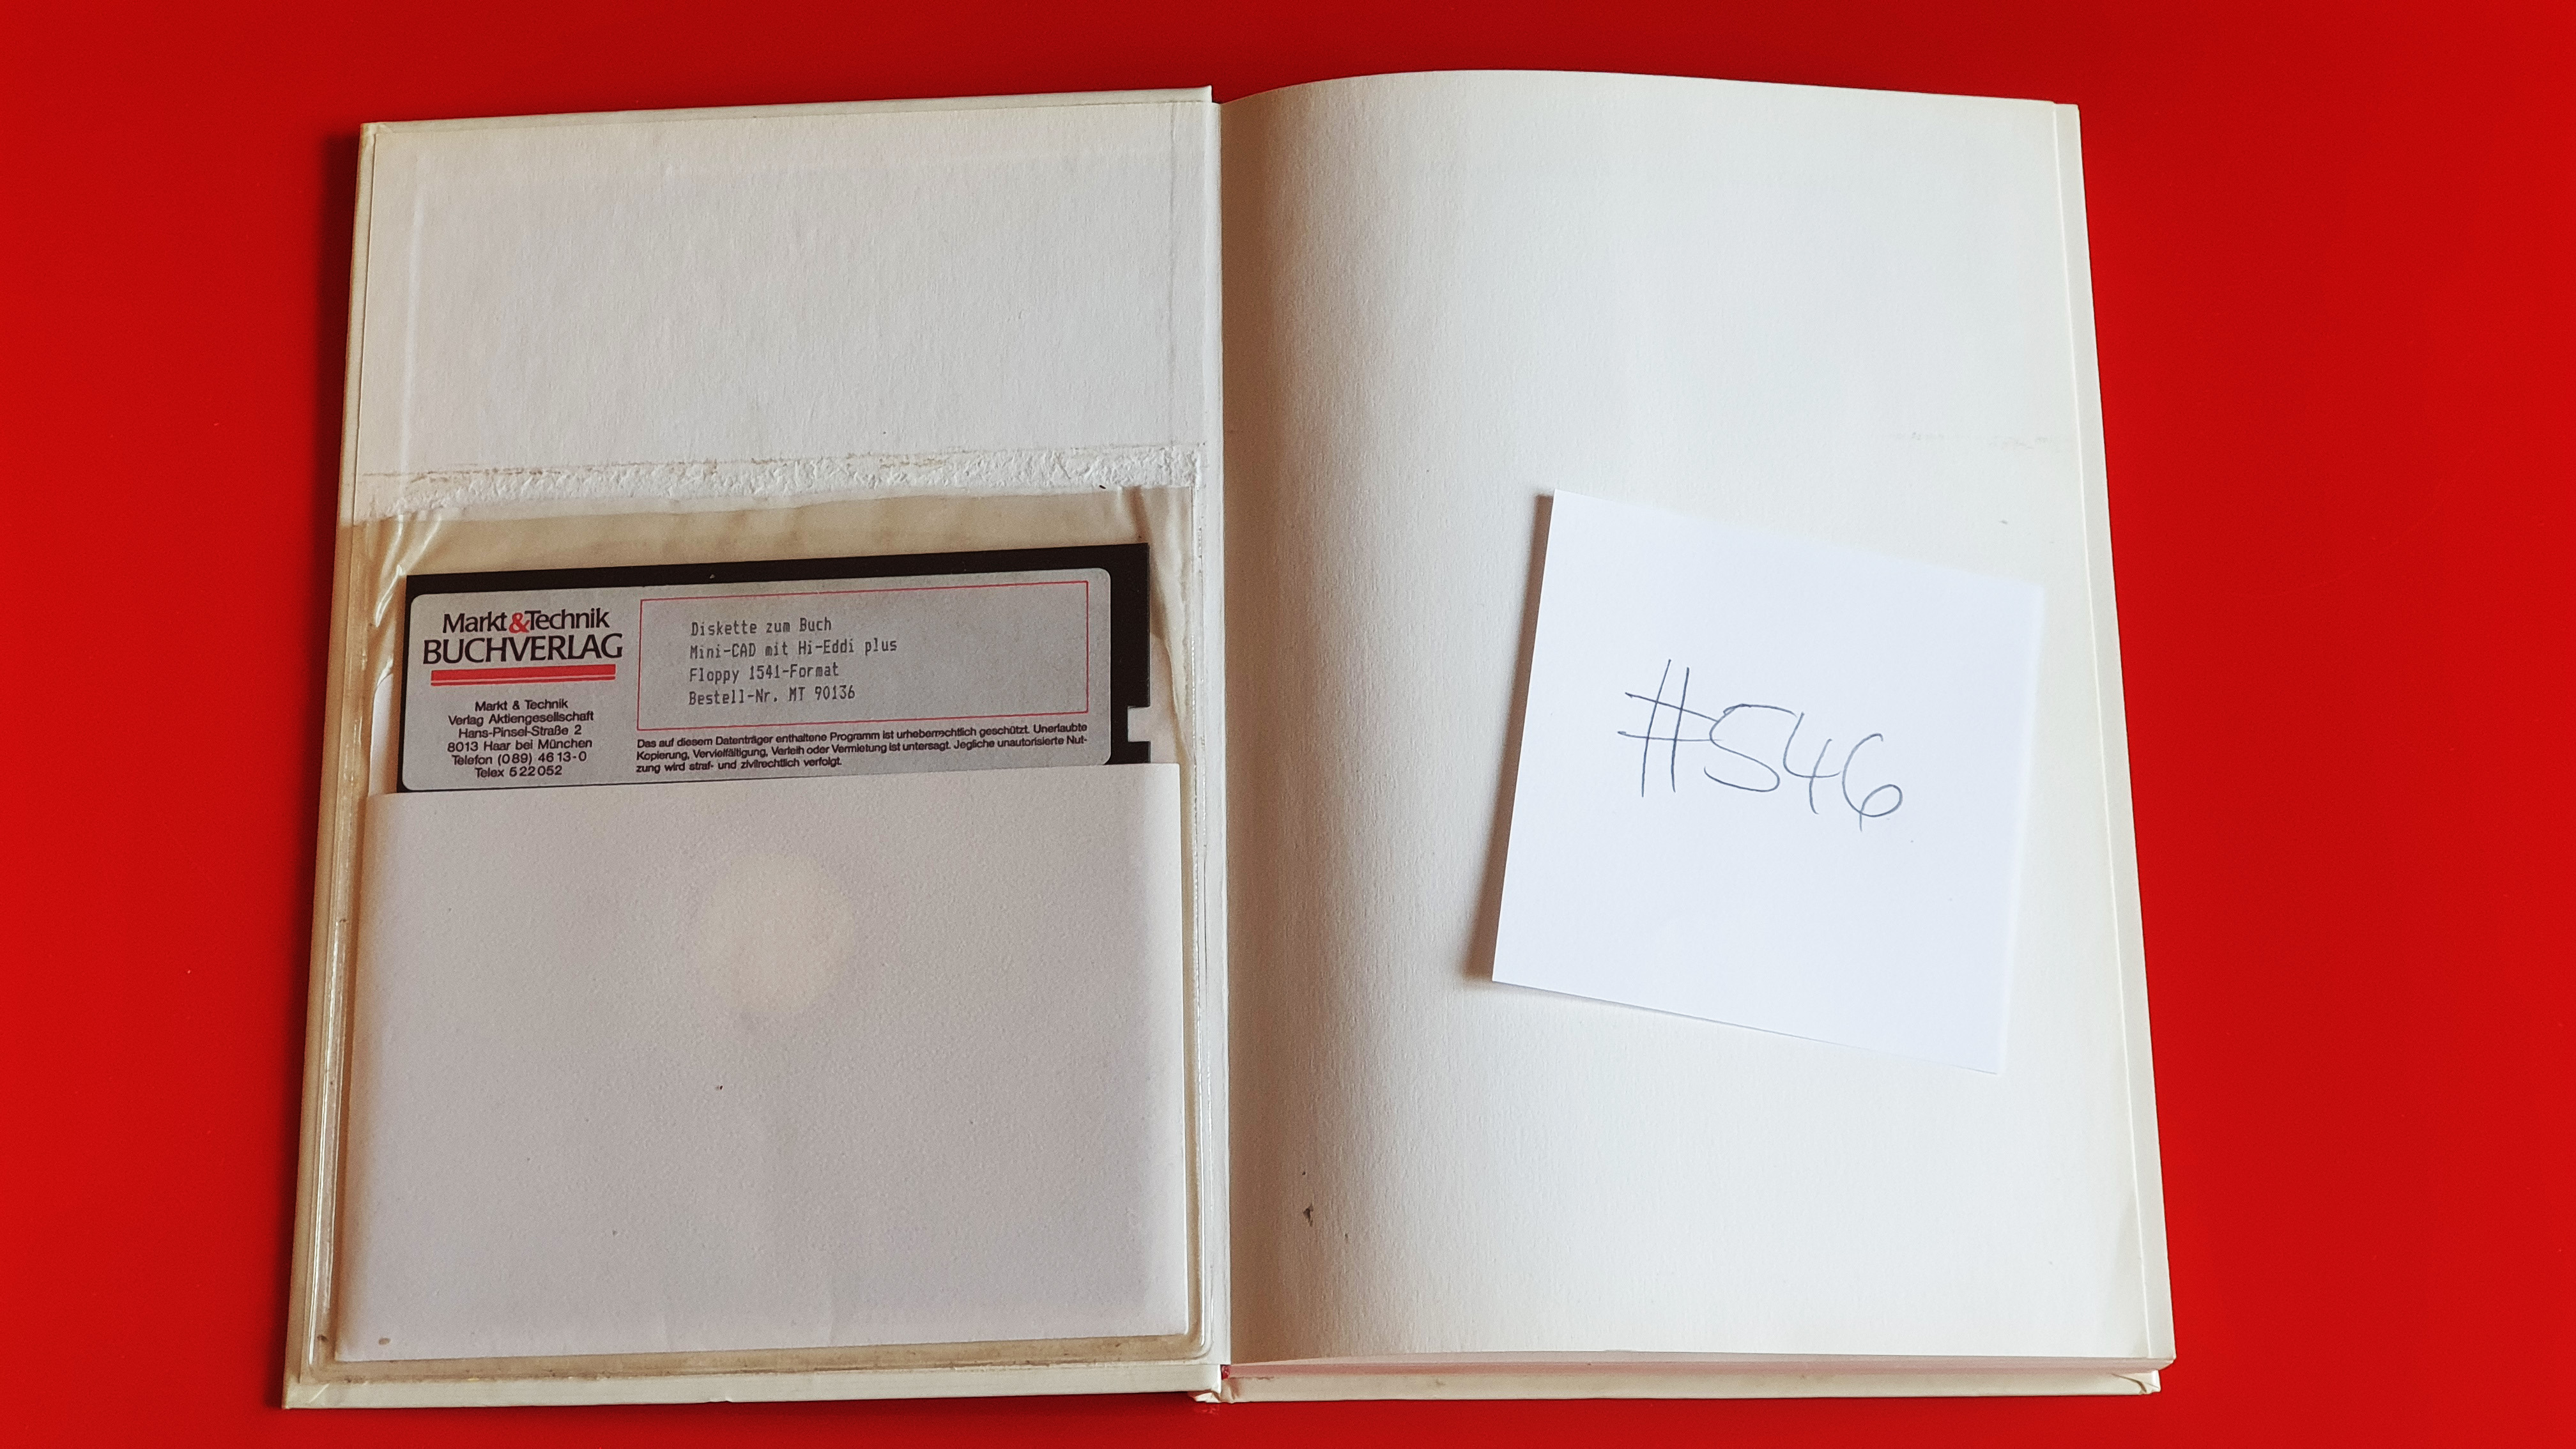 Markt&Technik
BUCHVERLAG
Markt & Technik
Verlag Aktiengesellschaft
Hans-Pinsel-Straße 2
8013 Haar bei München
Telefon (089) 4613-0
Telex 522052
Diskette zum Buch
Mini-CAD mit Hi-Eddi plus
Floppy 1541-Format
Bestell-Nr. MT 90136
Das auf diesem Datenträger enthaltene Programm ist urheberrechtlich geschützt. Unerlaubte
Kopierung, Vervielfältigung, Verleih oder Vermietung ist untersagt. Jegliche unautorisierte Nut-
zung wird straf- und zivilrechtlich verfolgt.
#546